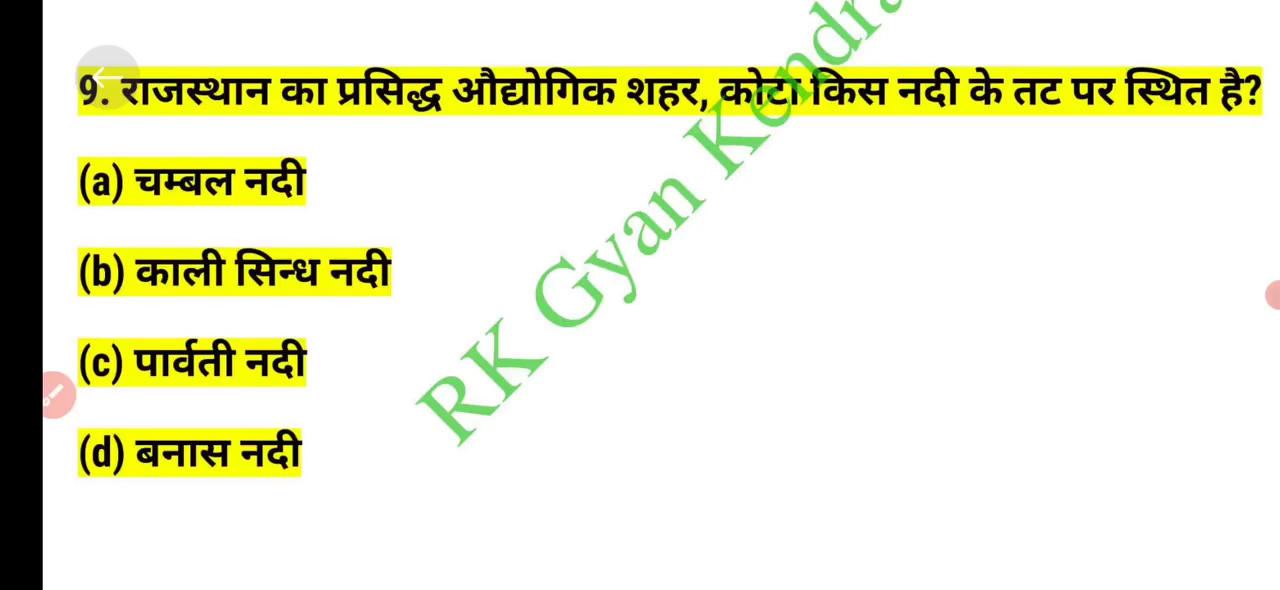 9. राजस्थान का प्रसिद्ध औद्योगिक शहर, कोटा किस नदी के तट पर स्थित है?
(a) चम्बल नदी
(b) काली सिन्ध नदी
(c) पार्वती नदी
(d) बनास नदी
RK Gyan Kendra